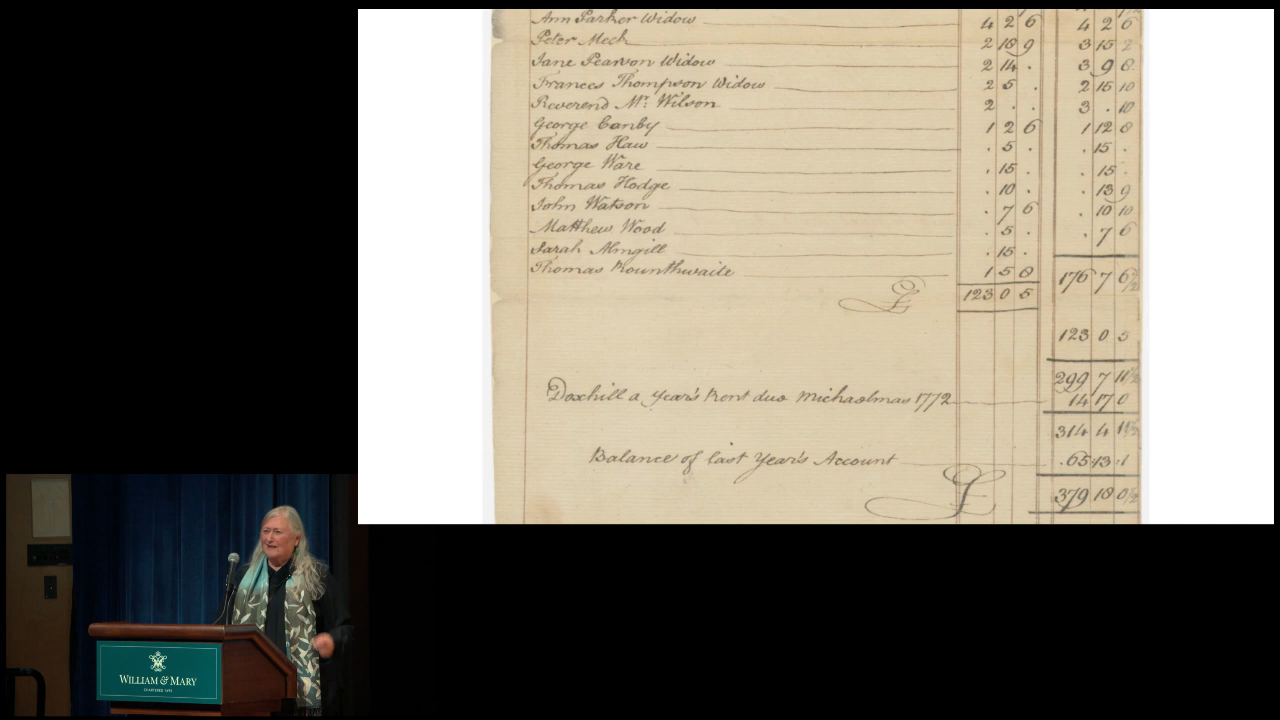 Ann Parker Widow 4 2 6 4 2 6
Peter Meck 2 18 9 3 15 2
Jane Pearson Widow 2 14 . 3 9 8
Frances Thompson Widow 2 5 . 2 15 10
Reverend Mr. Wilson 2 . . 3 . 10
George Canby 1 2 6 1 12 8
Thomas Haw . 5 . . 15 .
George Ware . 15 . . 15 .
Thomas Hodge . 10 . . 13 9
John Watson . 7 6 . 10 10
Matthew Wood . 5 . . 7 6
Sarah . 15 .
Thomas Rounthwaite 1 5 8 176 7 6½
£ 123 0 5
123 0 5
299 7 11½
Doxhill a Year's Rent due Michaelmas 1772 14 17 0
314 4 11½
Balance of last Year's Account .65 13 .1
£ 379 18 0½
WILLIAM & MARY
CHARTERED 1693